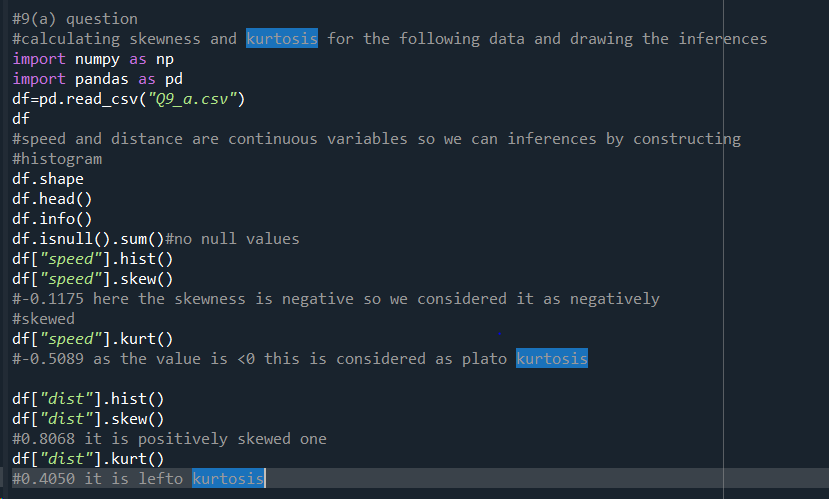 #9(a) question
#calculating skewness and kurtosis for the following data and drawing the inferences
import numpy as np
import pandas as pd
df=pd.read_csv("Q9_a.csv")
df
#speed and distance are continuous variables so we can inferences by constructing
#histogram
df.shape
df.head()
df.info()
df.isnull().sum()#no null values
df["speed"].hist()
df["speed"].skew()
#-0.1175 here the skewness is negative so we considered it as negatively
#skewed
df["speed"].kurt()
#-0.5089 as the value is <0 this is considered as plato kurtosis
df["dist"].hist()
df["dist"].skew()
#0.8068 it is positively skewed one
df["dist"].kurt()
#0.4050 it is lefto kurtosis